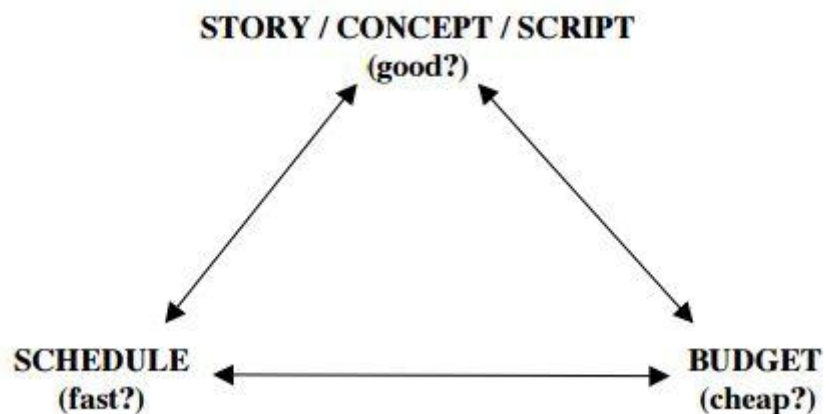 STORY / CONCEPT / SCRIPT
(good?)
SCHEDULE
(fast?)
BUDGET
(cheap?)